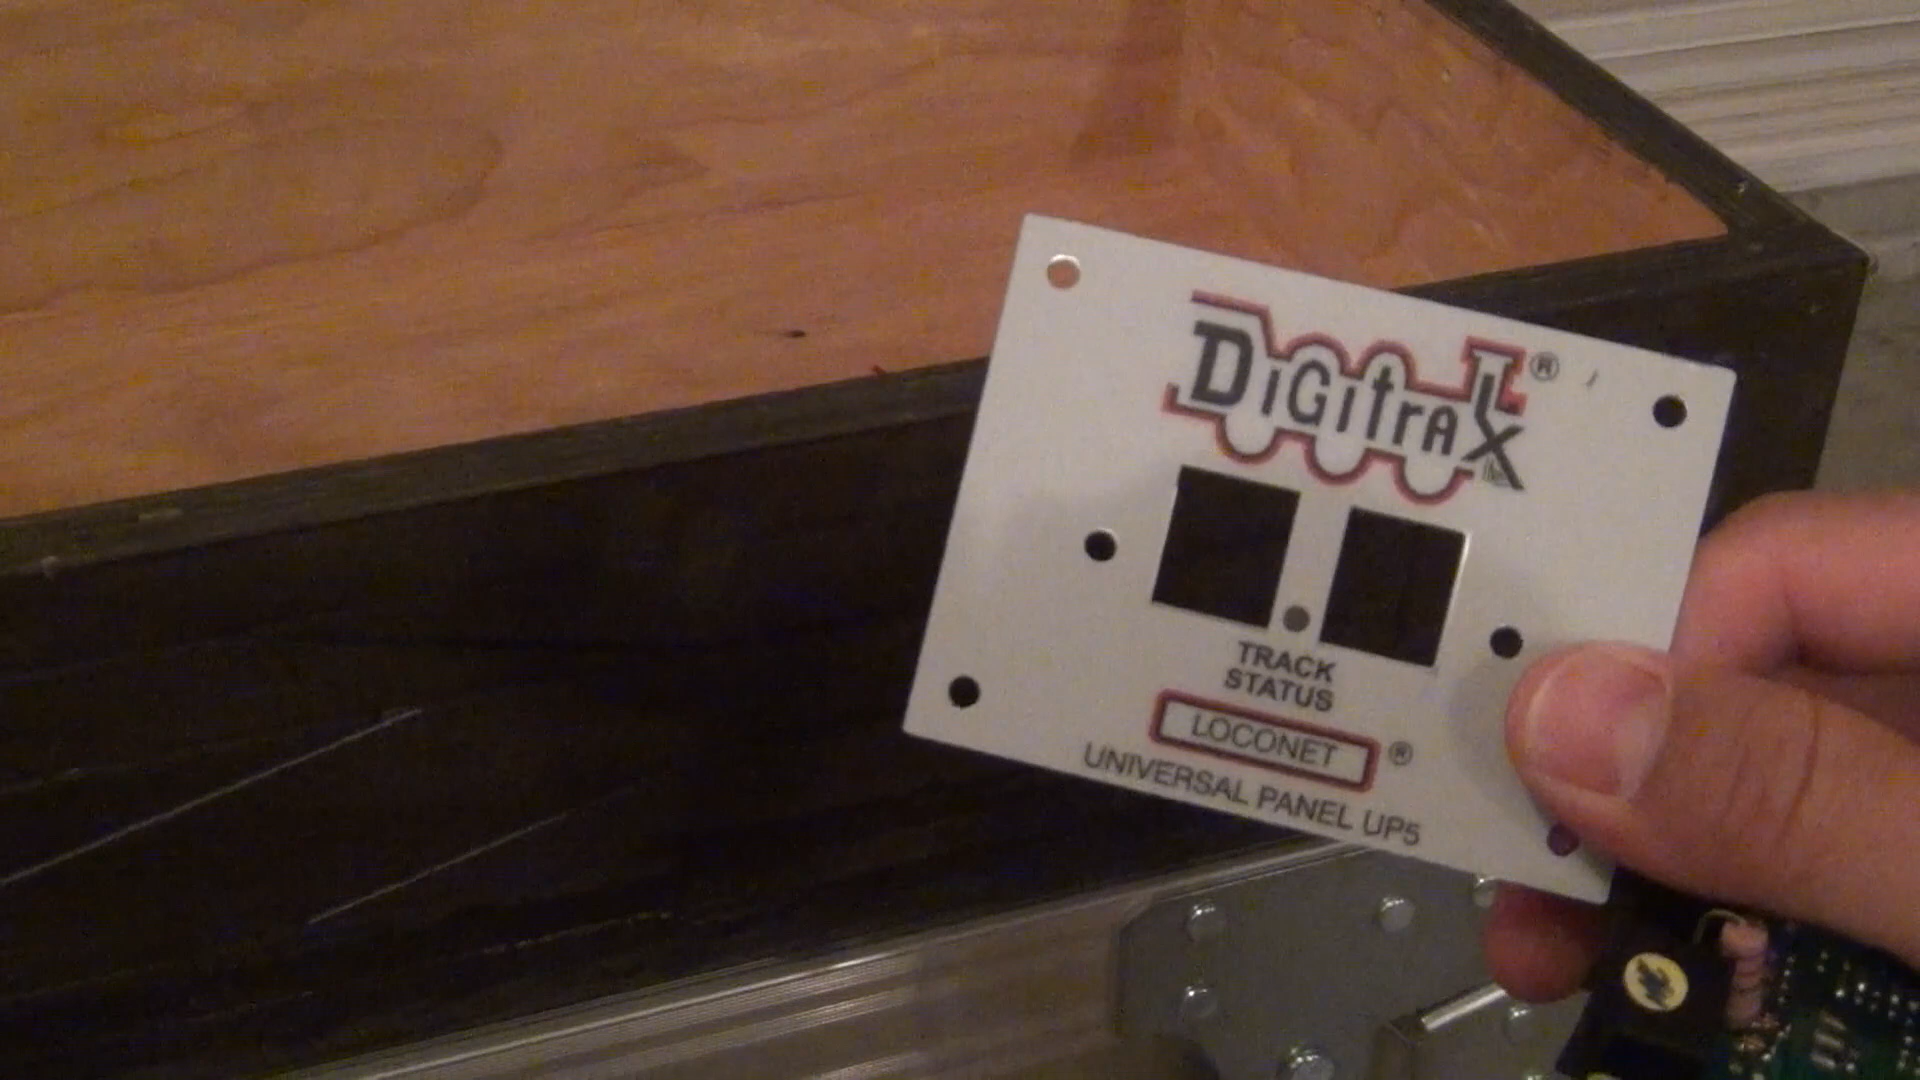 DiGitraX ®
TRACK
STATUS
LOCONET ®
UNIVERSAL PANEL UP5